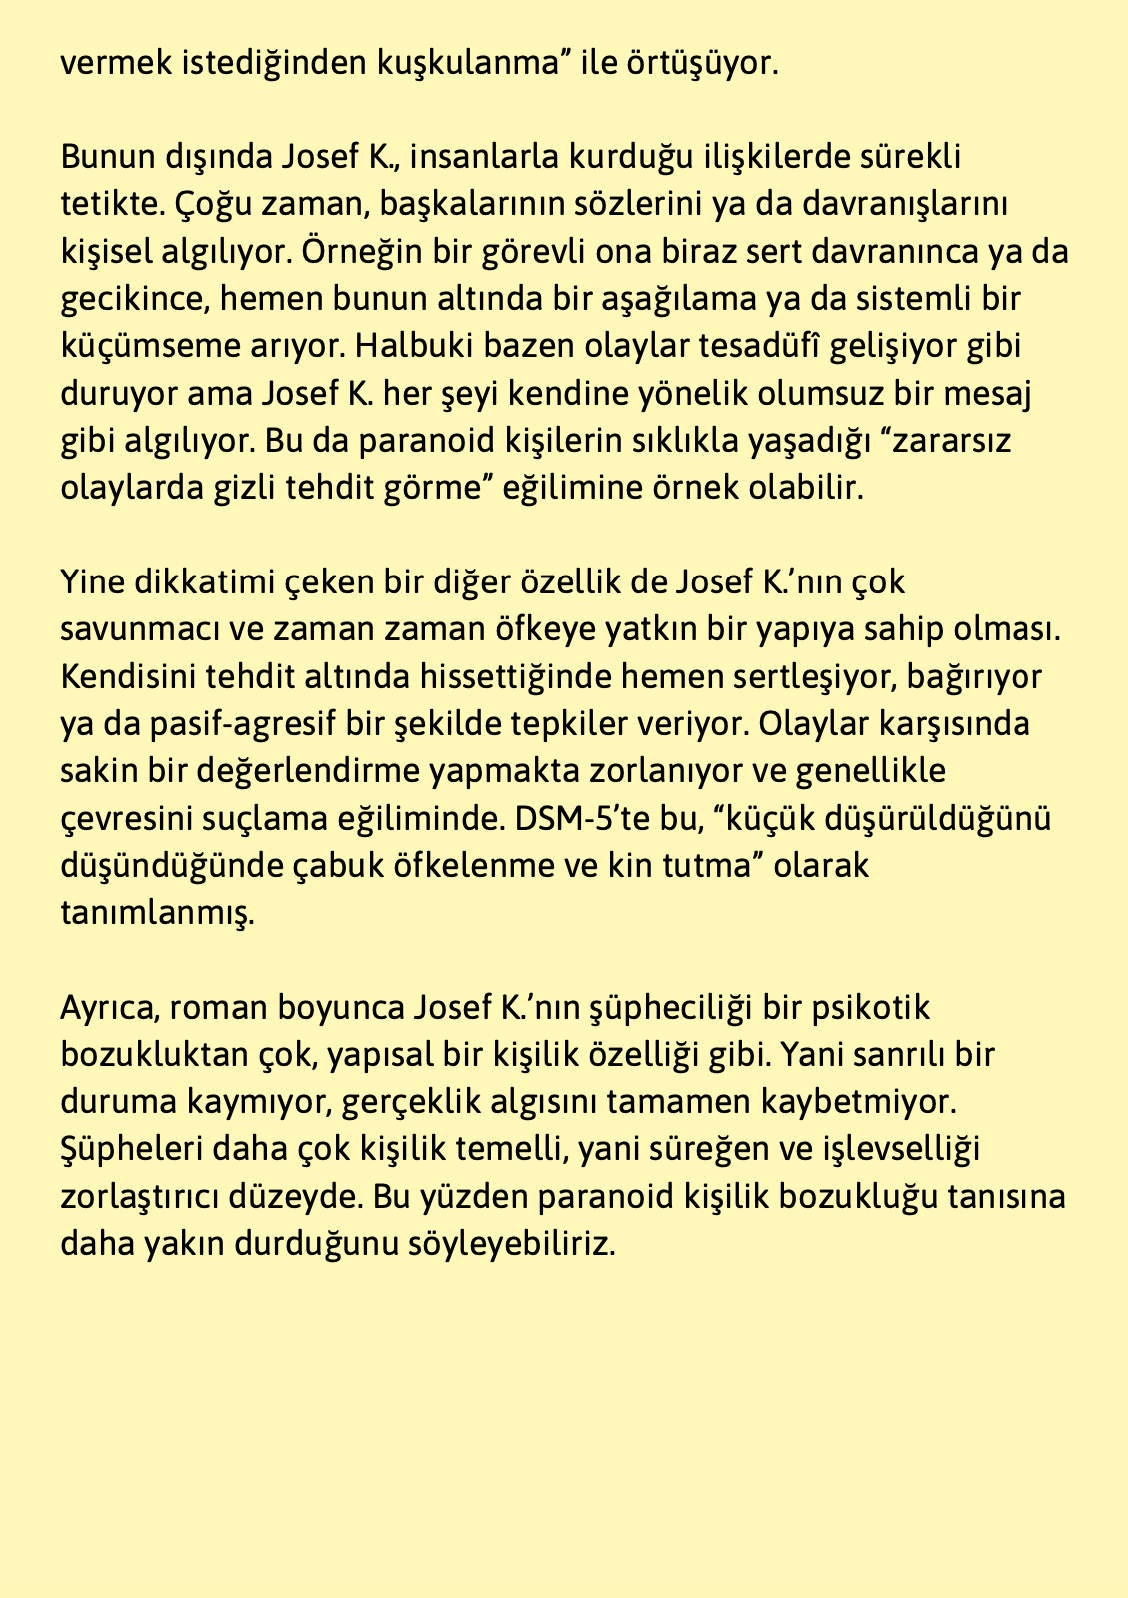 vermek istediğinden kuşkulanma” ile örtüşüyor.
Bunun dışında Josef K., insanlarla kurduğu ilişkilerde sürekli
tetikte. Çoğu zaman, başkalarının sözlerini ya da davranışlarını
kişisel algılıyor. Örneğin bir görevli ona biraz sert davranınca ya da
gecikince, hemen bunun altında bir aşağılama ya da sistemli bir
küçümseme arıyor. Halbuki bazen olaylar tesadüfî gelişiyor gibi
duruyor ama Josef K. her şeyi kendine yönelik olumsuz bir mesaj
gibi algılıyor. Bu da paranoid kişilerin sıklıkla yaşadığı “zararsız
olaylarda gizli tehdit görme” eğilimine örnek olabilir.
Yine dikkatimi çeken bir diğer özellik de Josef K.’nın çok
savunmacı ve zaman zaman öfkeye yatkın bir yapıya sahip olması.
Kendisini tehdit altında hissettiğinde hemen sertleşiyor, bağırıyor
ya da pasif-agresif bir şekilde tepkiler veriyor. Olaylar karşısında
sakin bir değerlendirme yapmakta zorlanıyor ve genellikle
çevresini suçlama eğiliminde. DSM-5’te bu, “küçük düşürüldüğünü
düşündüğünde çabuk öfkelenme ve kin tutma” olarak
tanımlanmış.
Ayrıca, roman boyunca Josef K.’nın şüpheciliği bir psikotik
bozukluktan çok, yapısal bir kişilik özelliği gibi. Yani sanrılı bir
duruma kaymıyor, gerçeklik algısını tamamen kaybetmiyor.
Şüpheleri daha çok kişilik temelli, yani süreğen ve işlevselliği
zorlaştırıcı düzeyde. Bu yüzden paranoid kişilik bozukluğu tanısına
daha yakın durduğunu söyleyebiliriz.